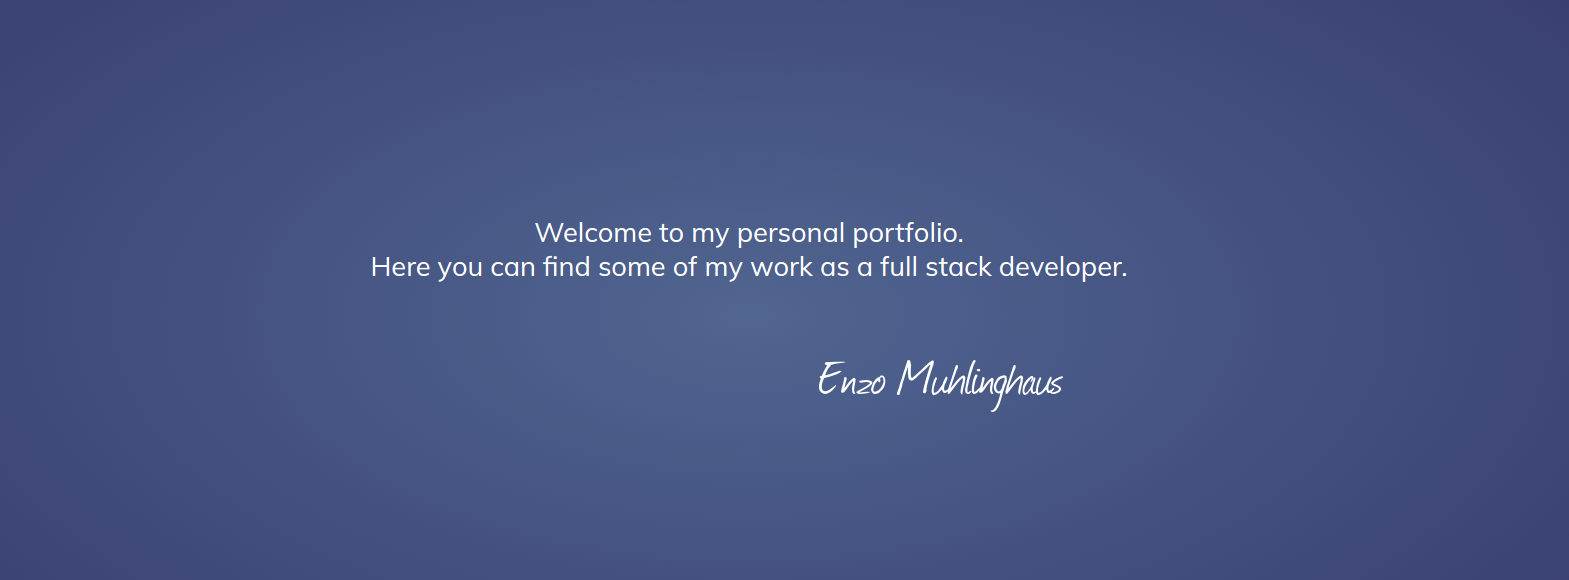 Welcome to my personal portfolio.
Here you can find some of my work as a full stack developer.
Enzo Muhlinghaus